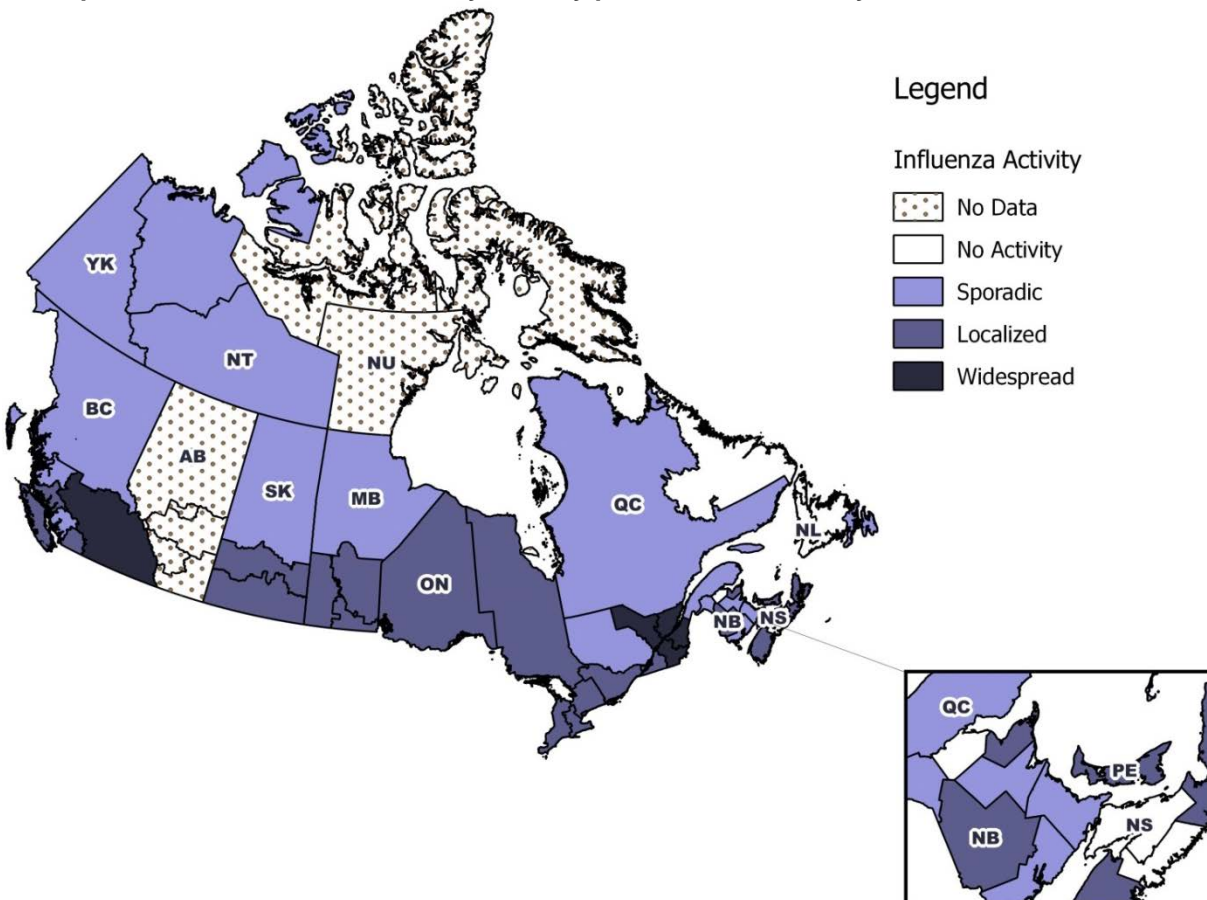 Legend
Influenza Activity
No Data
No Activity
Sporadic
Localized
Widespread
YK
NT
NU
BC
AB
SK
MB
QC
NL
ON
NB
NS
QC
PE
NS
NB